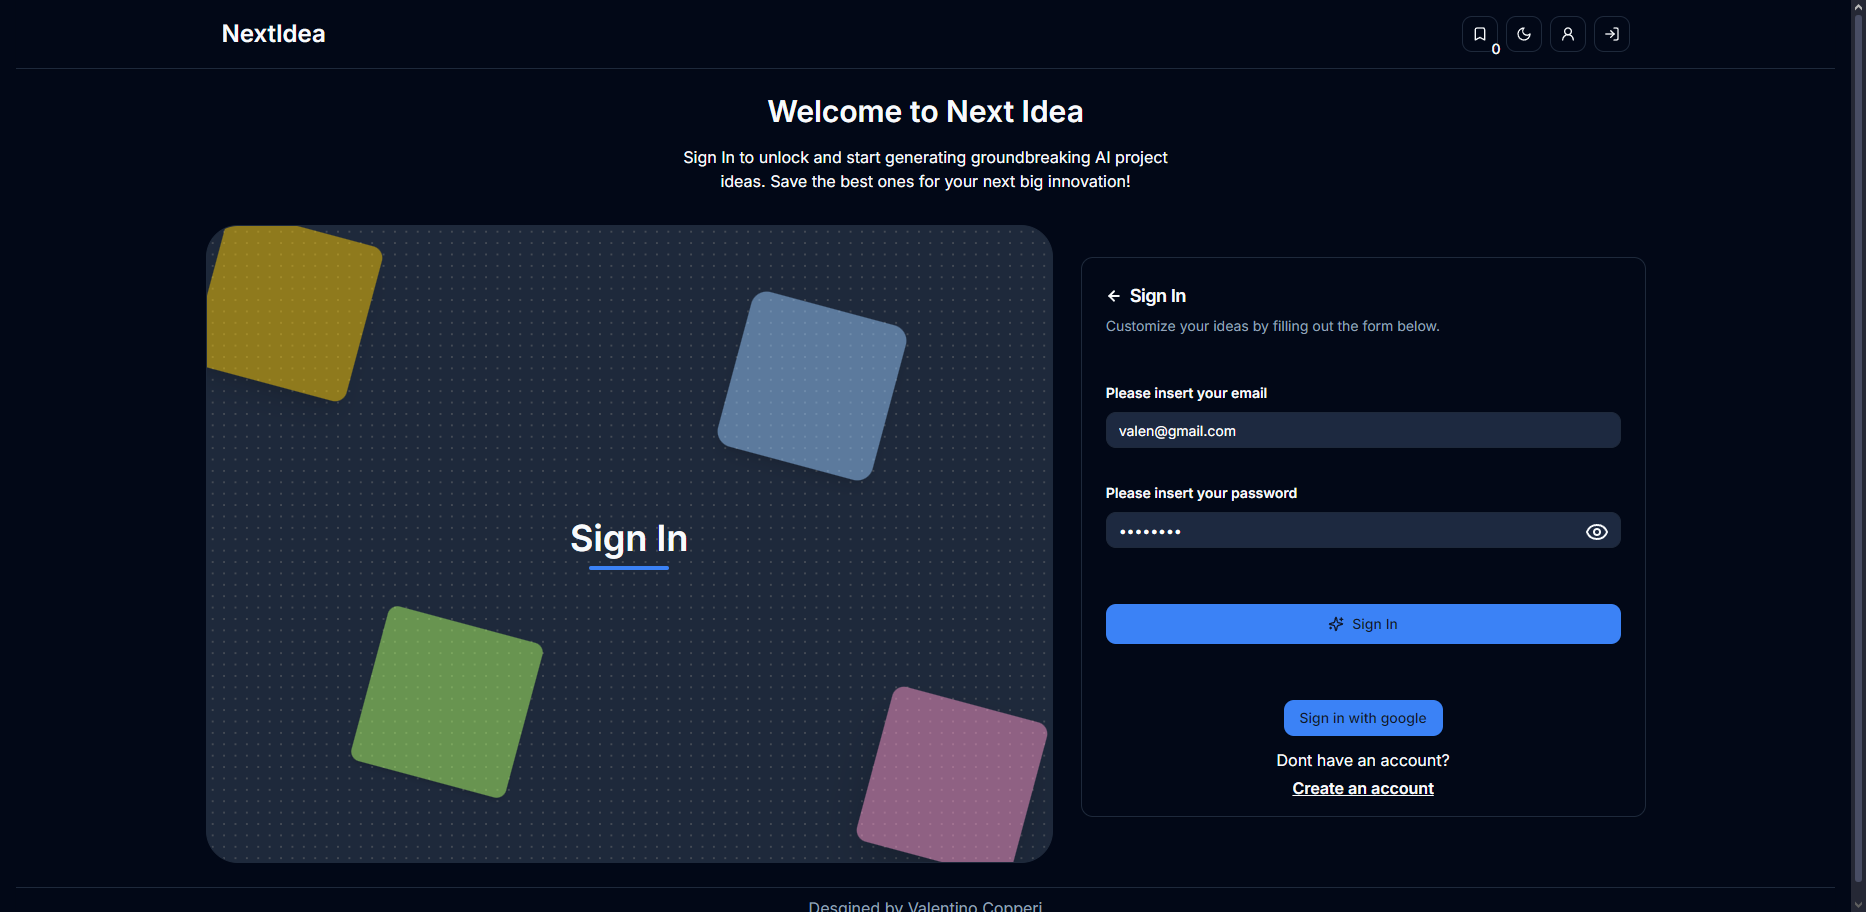 NextIdea
0
Welcome to Next Idea
Sign In to unlock and start generating groundbreaking AI project
ideas. Save the best ones for your next big innovation!
Sign In
Sign In
Customize your ideas by filling out the form below.
Please insert your email
valen@gmail.com
Please insert your password
••••••••
Sign In
Sign in with google
Dont have an account?
Create an account
Desgined by Valentino Copperi